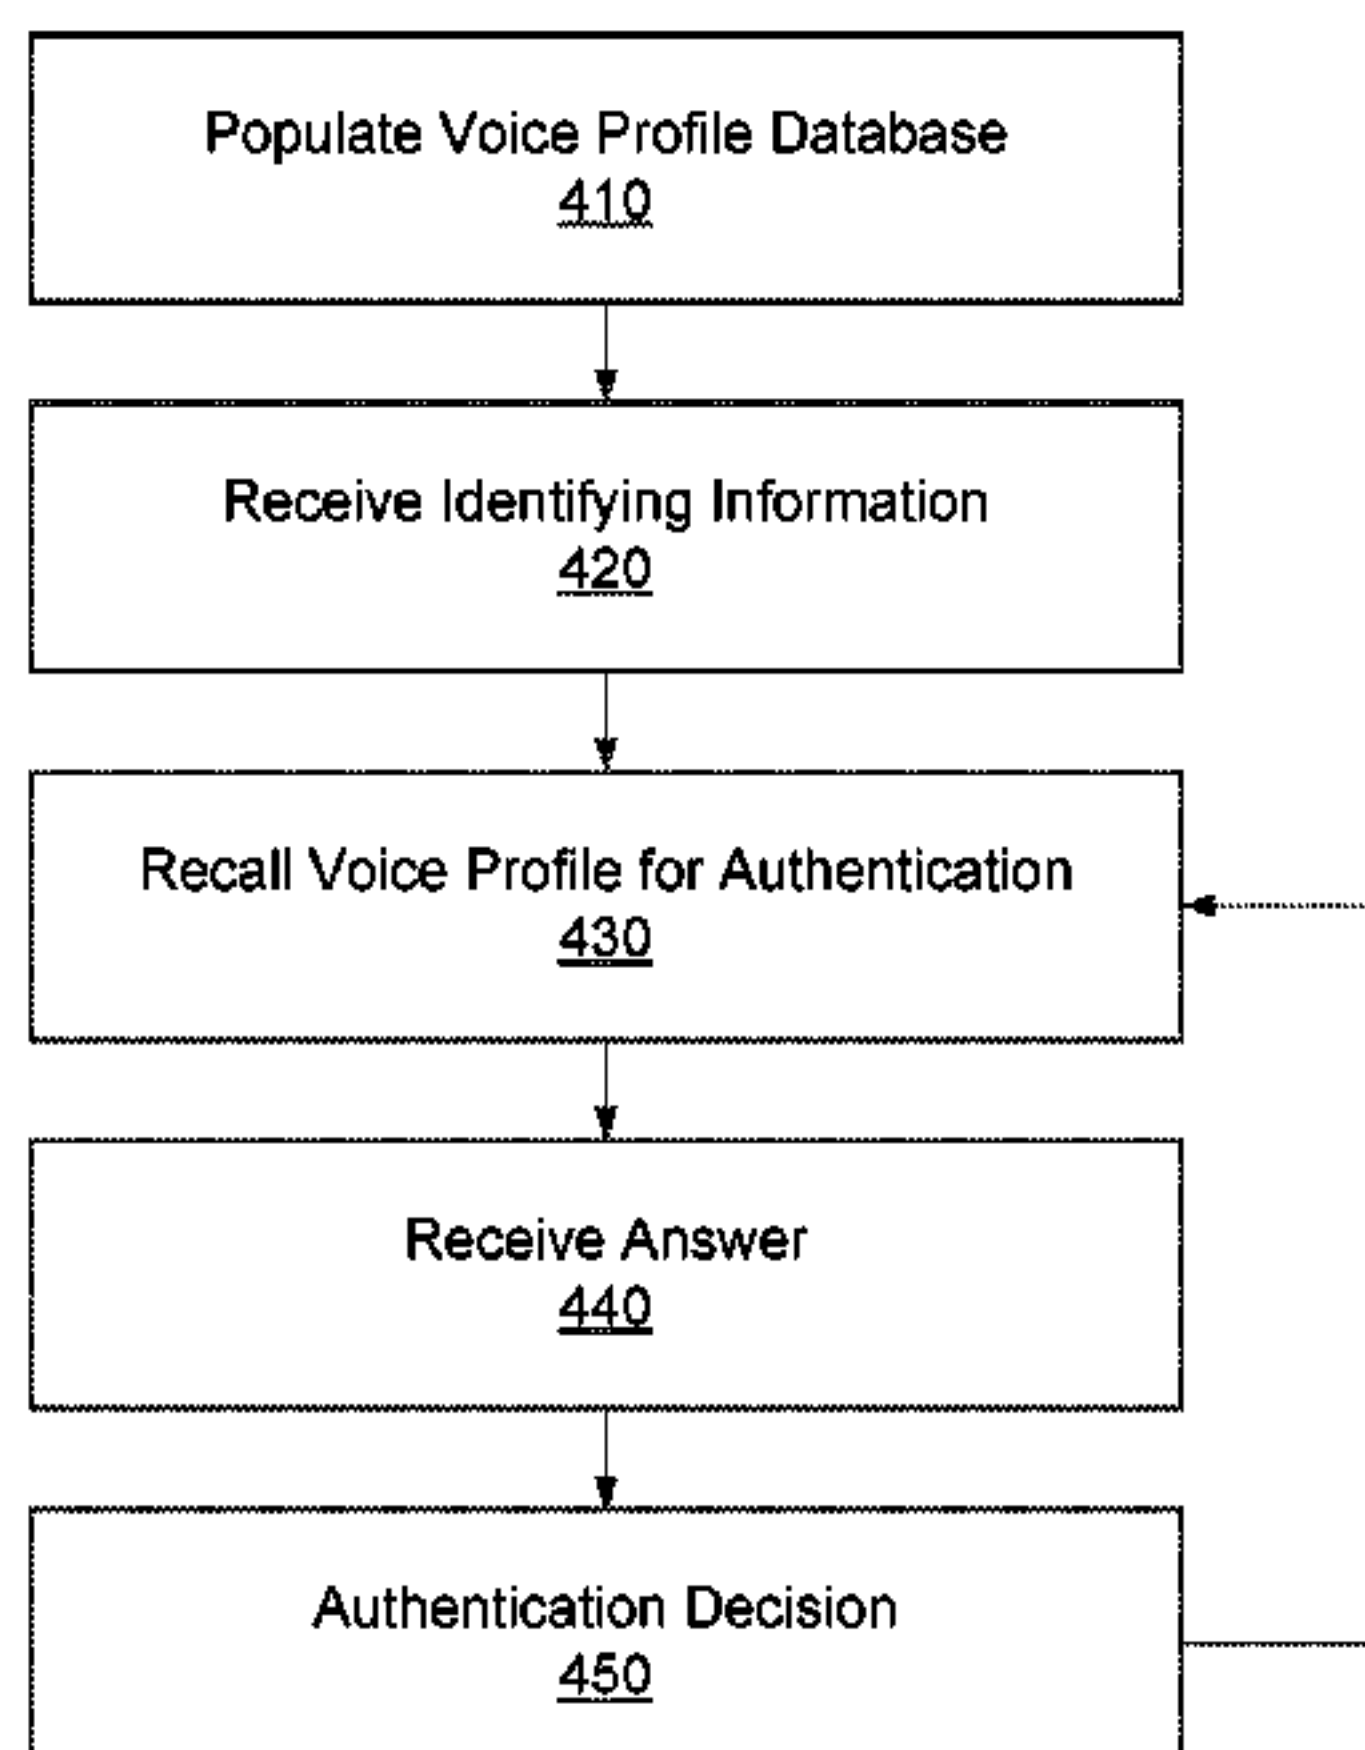 Populate Voice Profile Database
410
Receive Identifying Information
420
Recall Voice Profile for Authentication
430
Receive Answer
440
Authentication Decision
450